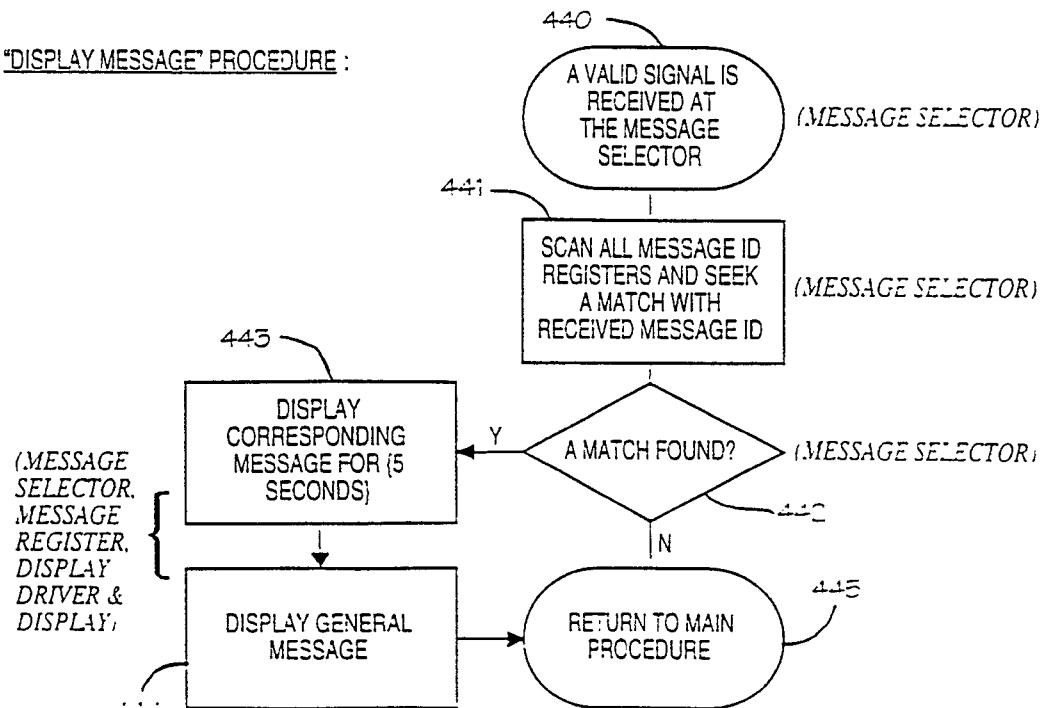 "DISPLAY MESSAGE" PROCEDURE :
440
A VALID SIGNAL IS
RECEIVED AT
THE MESSAGE
SELECTOR
(MESSAGE SELECTOR)
441
SCAN ALL MESSAGE ID
REGISTERS AND SEEK
A MATCH WITH
RECEIVED MESSAGE ID
(MESSAGE SELECTOR)
443
DISPLAY
CORRESPONDING
MESSAGE FOR {5
SECONDS}
Y
A MATCH FOUND?
(MESSAGE SELECTOR)
442
N
(MESSAGE
SELECTOR,
MESSAGE
REGISTER,
DISPLAY
DRIVER &
DISPLAY)
DISPLAY GENERAL
MESSAGE
RETURN TO MAIN
PROCEDURE
445